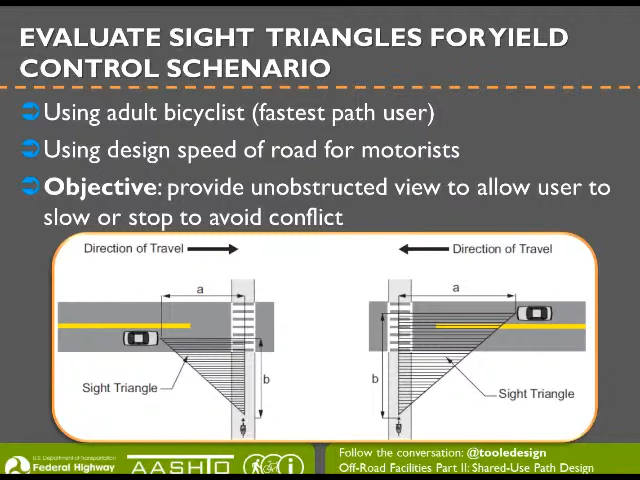 EVALUATE SIGHT TRIANGLES FOR YIELD
CONTROL SCHENARIO
Using adult bicyclist (fastest path user)
Using design speed of road for motorists
Objective: provide unobstructed view to allow user to
slow or stop to avoid conflict
Direction of Travel
a
b
Sight Triangle
Direction of Travel
a
b
Sight Triangle
U.S. Department of Transportation
Federal Highway
AASHTO
Follow the conversation: @tooledesign
Off-Road Facilities Part II: Shared-Use Path Design